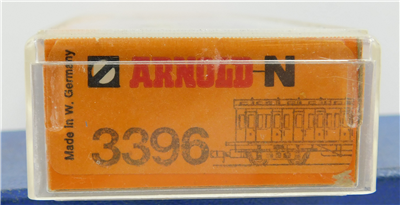 ARNOLD-N
Made in W. Germany
3396